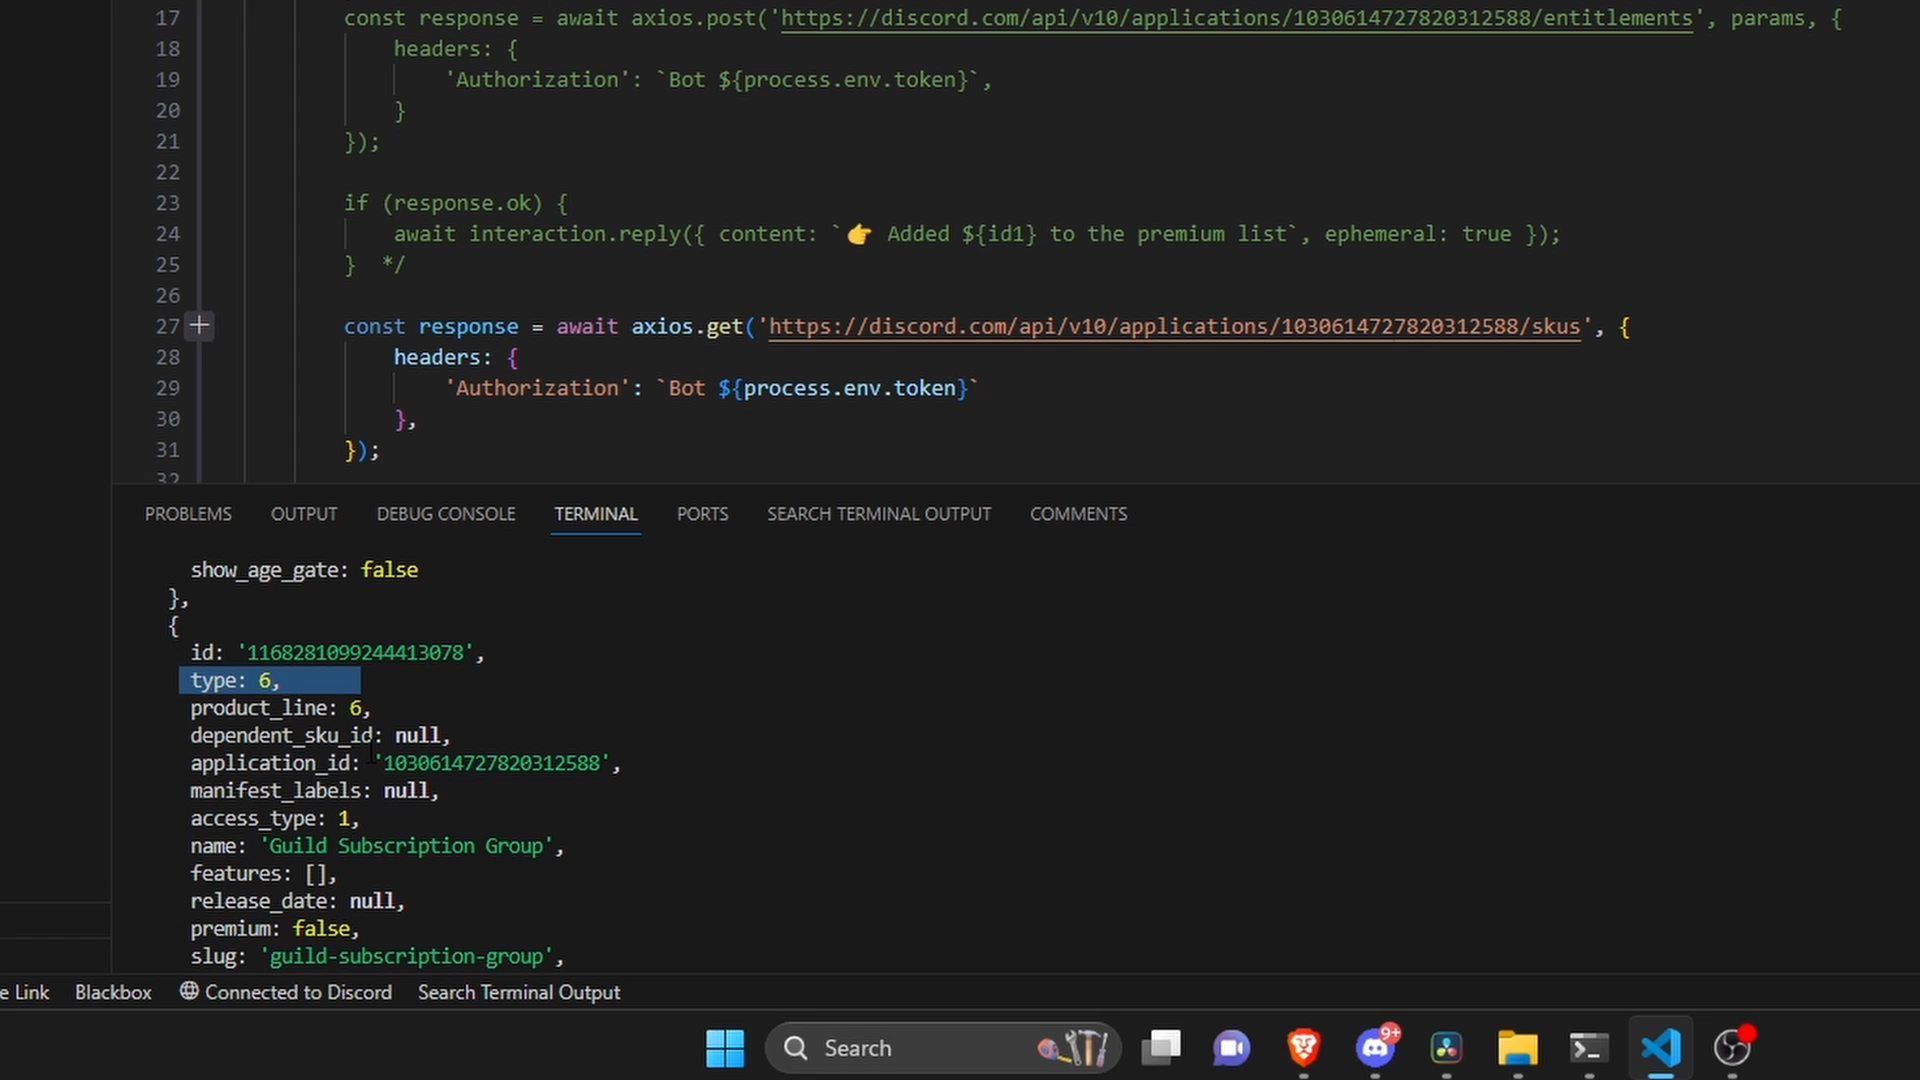 17 const response = await axios.post('https://discord.com/api/v10/applications/1030614727820312588/entitlements', params, {
18 headers: {
19 'Authorization': `Bot ${process.env.token}`,
20 }
21 });
22
23 if (response.ok) {
24 await interaction.reply({ content: `👉 Added ${id1} to the premium list`, ephemeral: true });
25 } */
26
27 const response = await axios.get('https://discord.com/api/v10/applications/1030614727820312588/skus', {
28 headers: {
29 'Authorization': `Bot ${process.env.token}`
30 },
31 });
32
PROBLEMS OUTPUT DEBUG CONSOLE TERMINAL PORTS SEARCH TERMINAL OUTPUT COMMENTS
show_age_gate: false
},
{
id: '1168281099244413078',
type: 6,
product_line: 6,
dependent_sku_id: null,
application_id: '1030614727820312588',
manifest_labels: null,
access_type: 1,
name: 'Guild Subscription Group',
features: [],
release_date: null,
premium: false,
slug: 'guild-subscription-group',
e Link Blackbox Connected to Discord Search Terminal Output
Search
9+